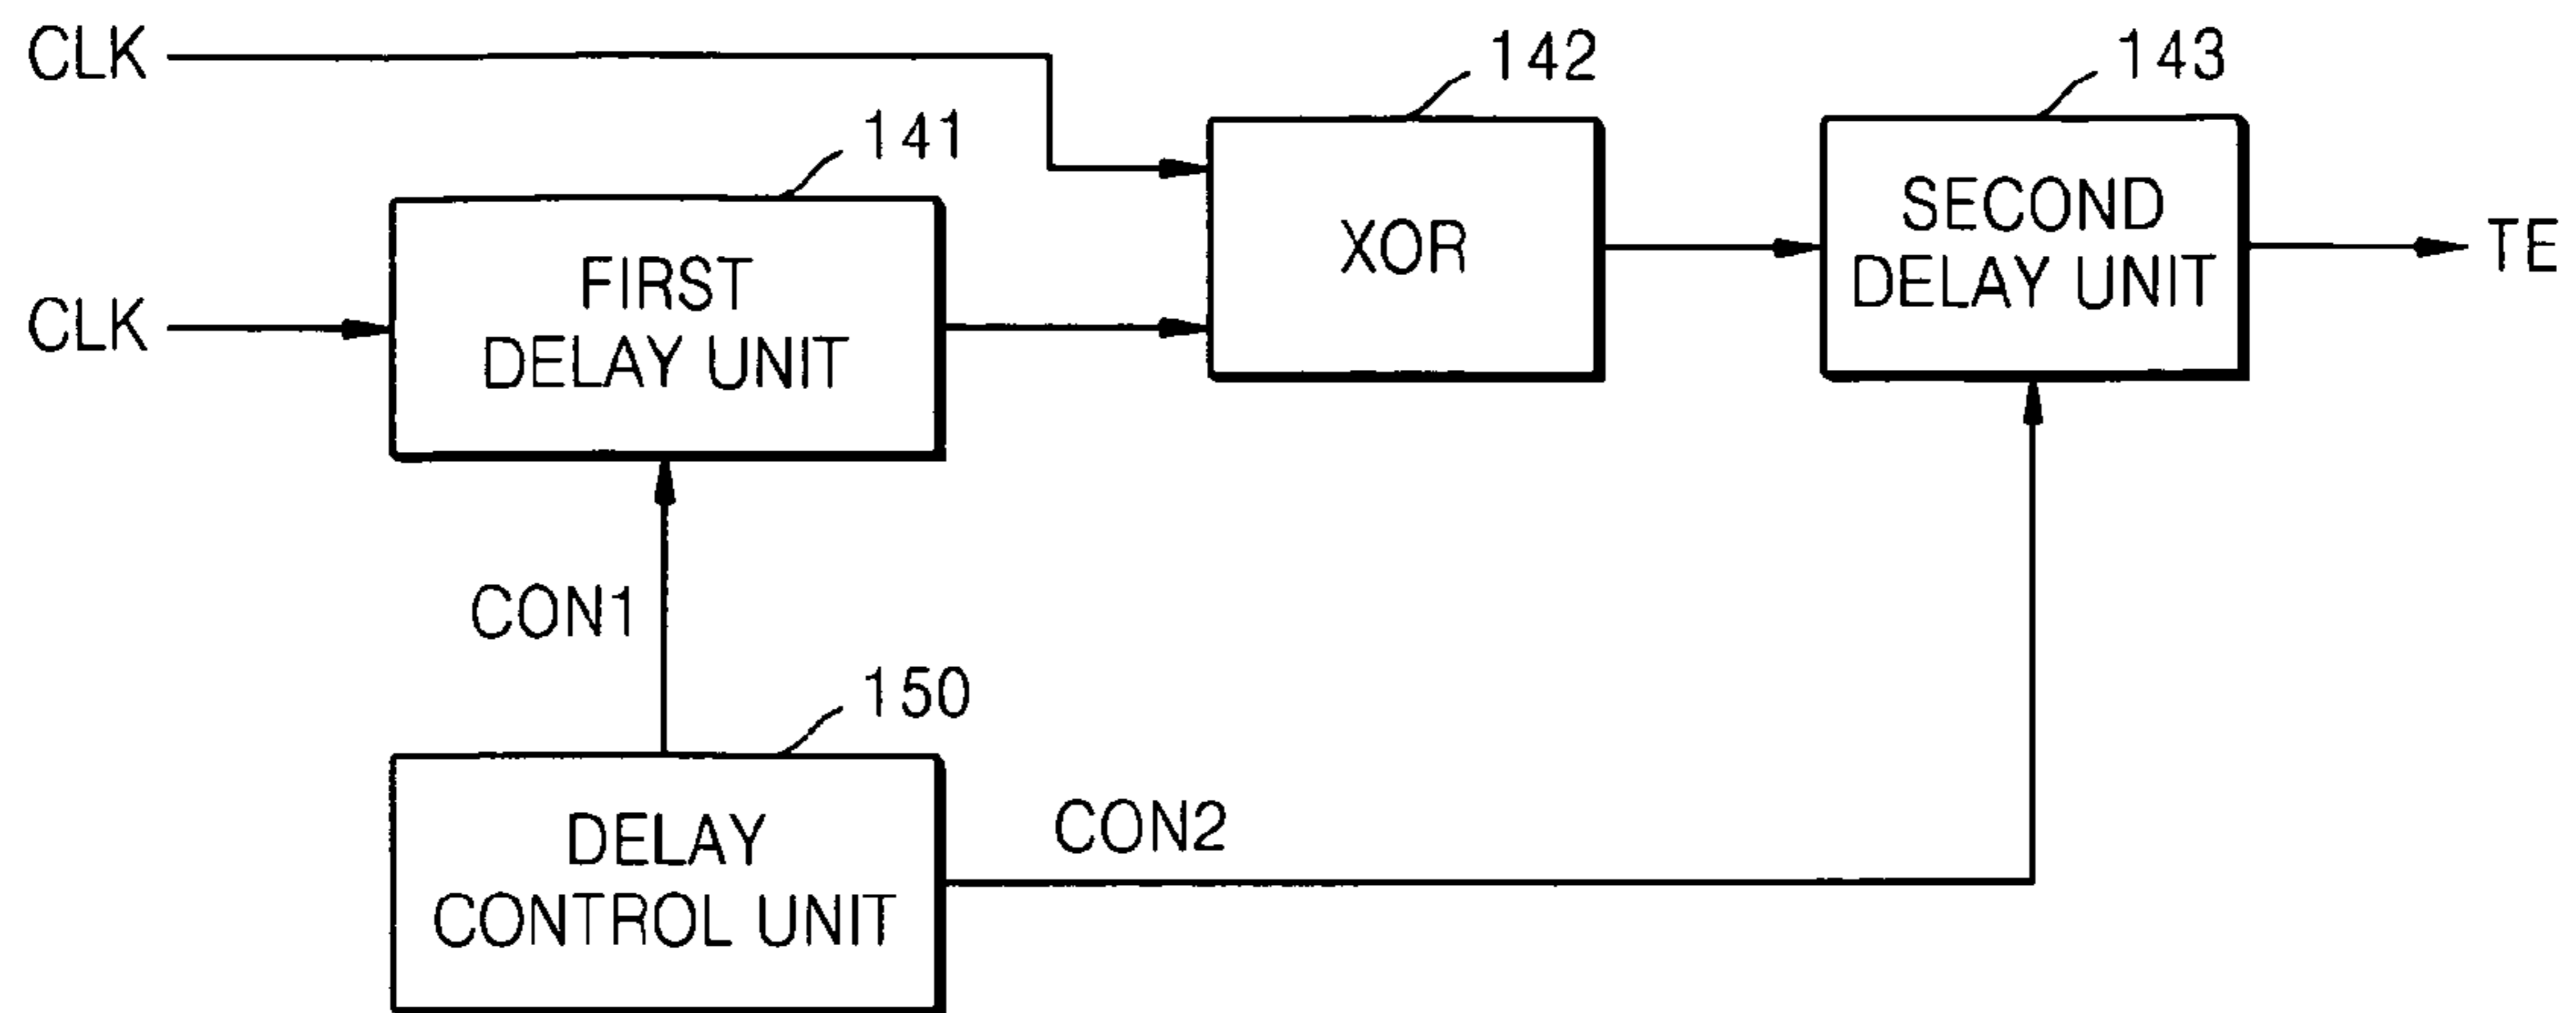 CLK
142
143
141
XOR
SECOND
DELAY UNIT
TE
FIRST
DELAY UNIT
CLK
CON1
150
DELAY
CONTROL UNIT
CON2